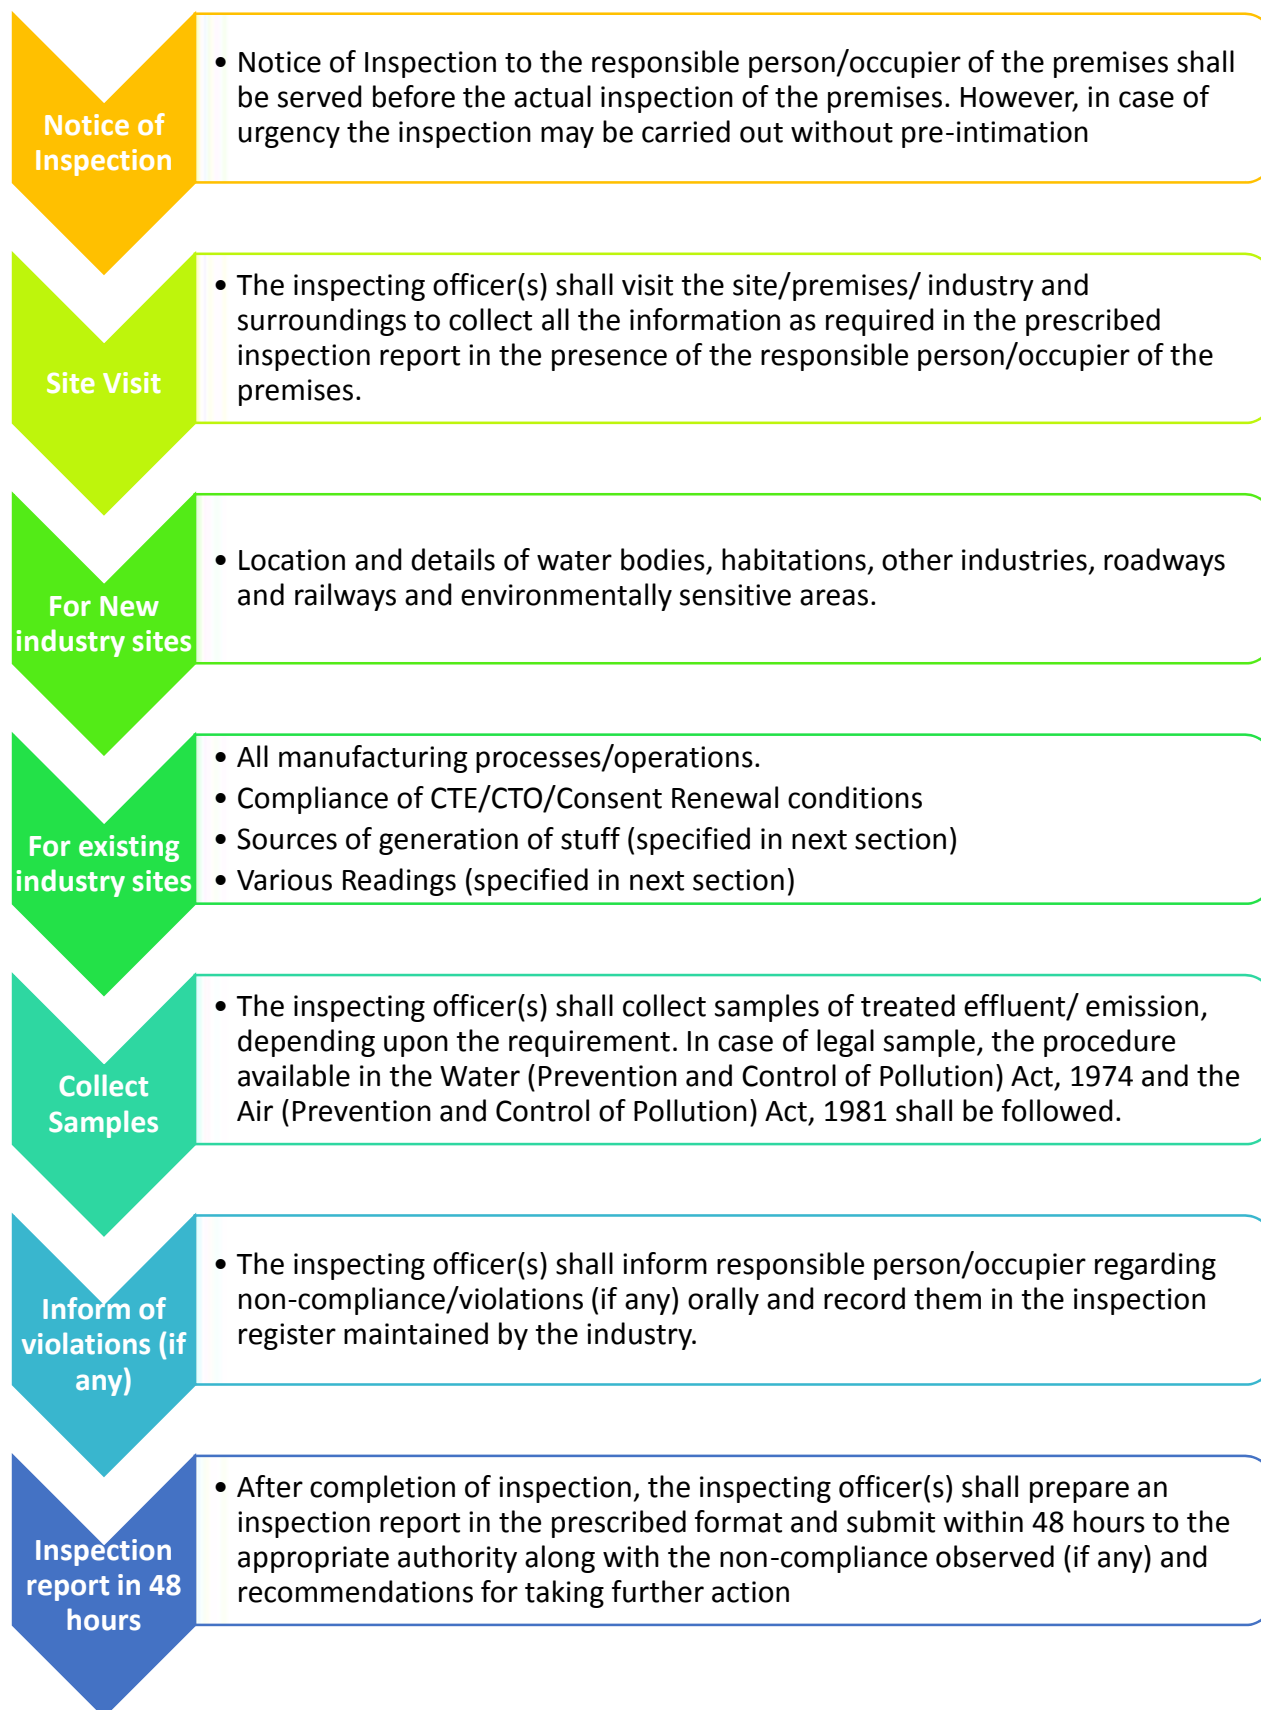 Notice of
Inspection
• Notice of Inspection to the responsible person/occupier of the premises shall
be served before the actual inspection of the premises. However, in case of
urgency the inspection may be carried out without pre-intimation
Site Visit
• The inspecting officer(s) shall visit the site/premises/ industry and
surroundings to collect all the information as required in the prescribed
inspection report in the presence of the responsible person/occupier of the
premises.
For New
industry sites
• Location and details of water bodies, habitations, other industries, roadways
and railways and environmentally sensitive areas.
For existing
industry sites
• All manufacturing processes/operations.
• Compliance of CTE/CTO/Consent Renewal conditions
• Sources of generation of stuff (specified in next section)
• Various Readings (specified in next section)
Collect
Samples
• The inspecting officer(s) shall collect samples of treated effluent/ emission,
depending upon the requirement. In case of legal sample, the procedure
available in the Water (Prevention and Control of Pollution) Act, 1974 and the
Air (Prevention and Control of Pollution) Act, 1981 shall be followed.
Inform of
violations (if
any)
• The inspecting officer(s) shall inform responsible person/occupier regarding
non-compliance/violations (if any) orally and record them in the inspection
register maintained by the industry.
Inspection
report in 48
hours
• After completion of inspection, the inspecting officer(s) shall prepare an
inspection report in the prescribed format and submit within 48 hours to the
appropriate authority along with the non-compliance observed (if any) and
recommendations for taking further action